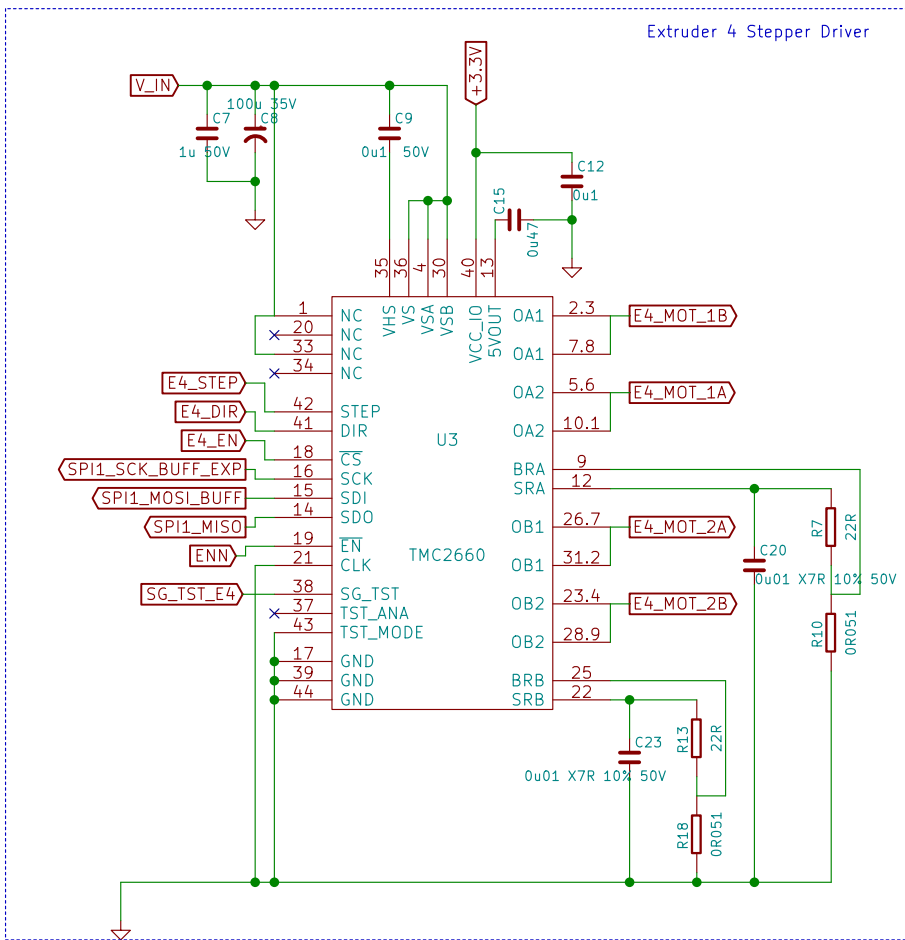 Extruder 4 Stepper Driver
V_IN
+3.3V
100u 35V
C7
C8
1u 50V
C9
0u1 50V
C12
0u1
C15
0u47
35
36
4
30
40
13
VHS
VS
VSA
VSB
VCC_IO
5VOUT
1
NC
20
NC
33
NC
34
NC
E4_STEP
42
STEP
E4_DIR
41
DIR
E4_EN
18
CS
SPI1_SCK_BUFF_EXP
16
SCK
SPI1_MOSI_BUFF
15
SDI
SPI1_MISO
14
SDO
ENN
19
EN
21
CLK
SG_TST_E4
38
SG_TST
37
TST_ANA
43
TST_MODE
17
GND
39
GND
44
GND
U3
TMC2660
OA1
2.3
E4_MOT_1B
OA1
7.8
OA2
5.6
E4_MOT_1A
OA2
10.1
BRA
9
SRA
12
OB1
26.7
E4_MOT_2A
OB1
31.2
OB2
23.4
E4_MOT_2B
OB2
28.9
BRB
25
SRB
22
R7
22R
C20
0u01 X7R 10% 50V
R10
0R051
R13
22R
C23
0u01 X7R 10% 50V
R18
0R051